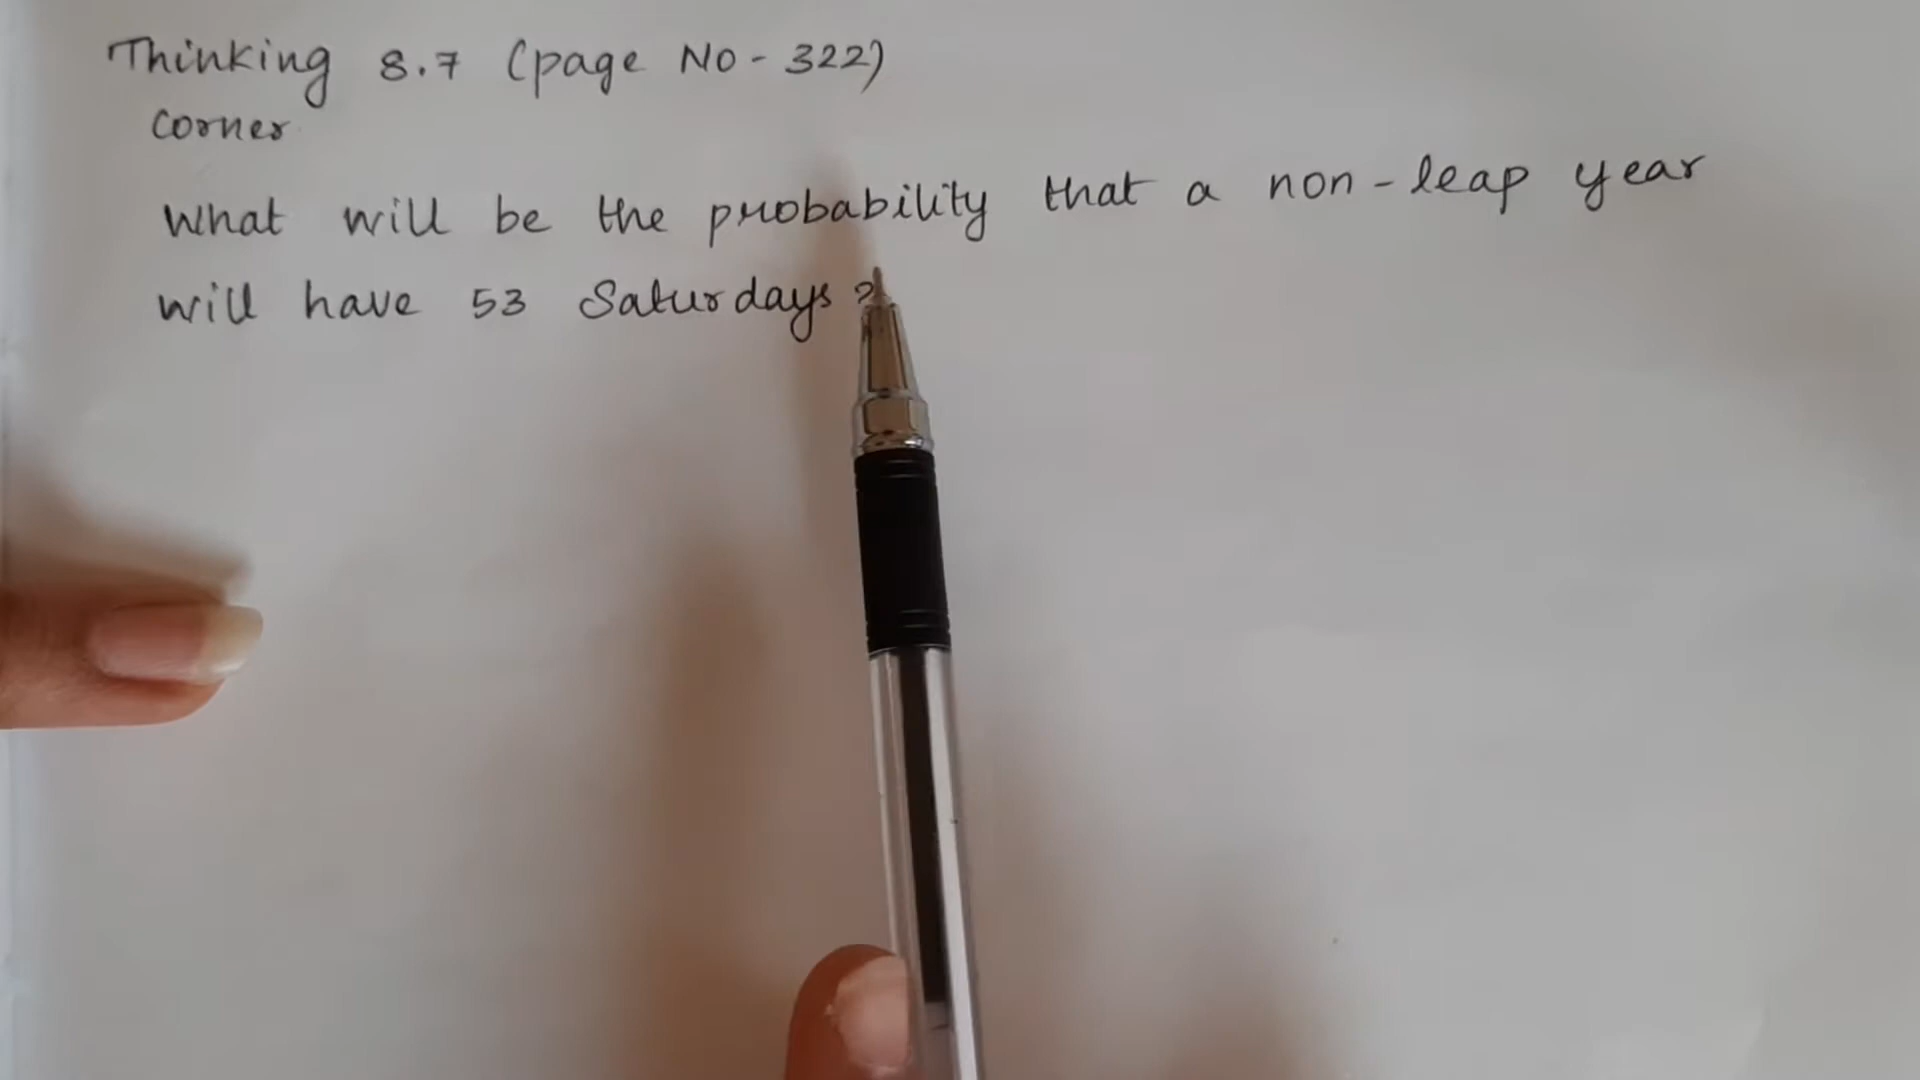 Thinking 8.7 (page No - 322)
corner
What will be the probability that a non-leap year
will have 53 Saturdays?